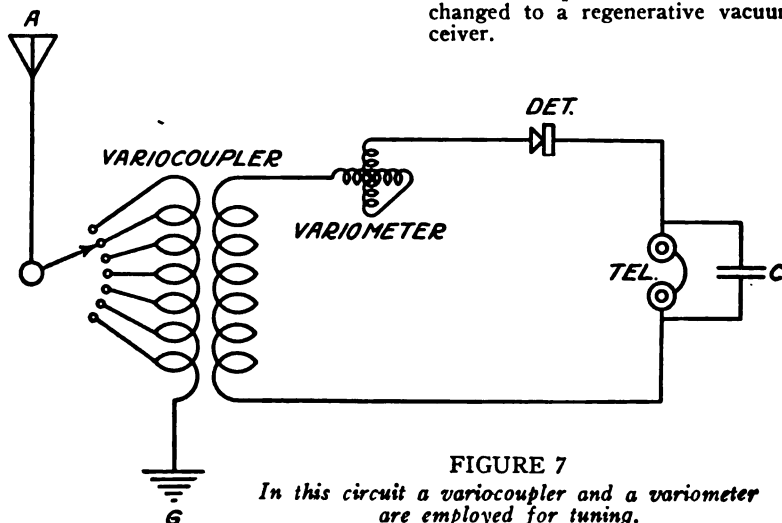 changed to a regenerative vacuum
ceiver.
A
DET.
VARIOCOUPLER
VARIOMETER
TEL.
C
G
FIGURE 7
In this circuit a variocoupler and a variometer
are employed for tuning.